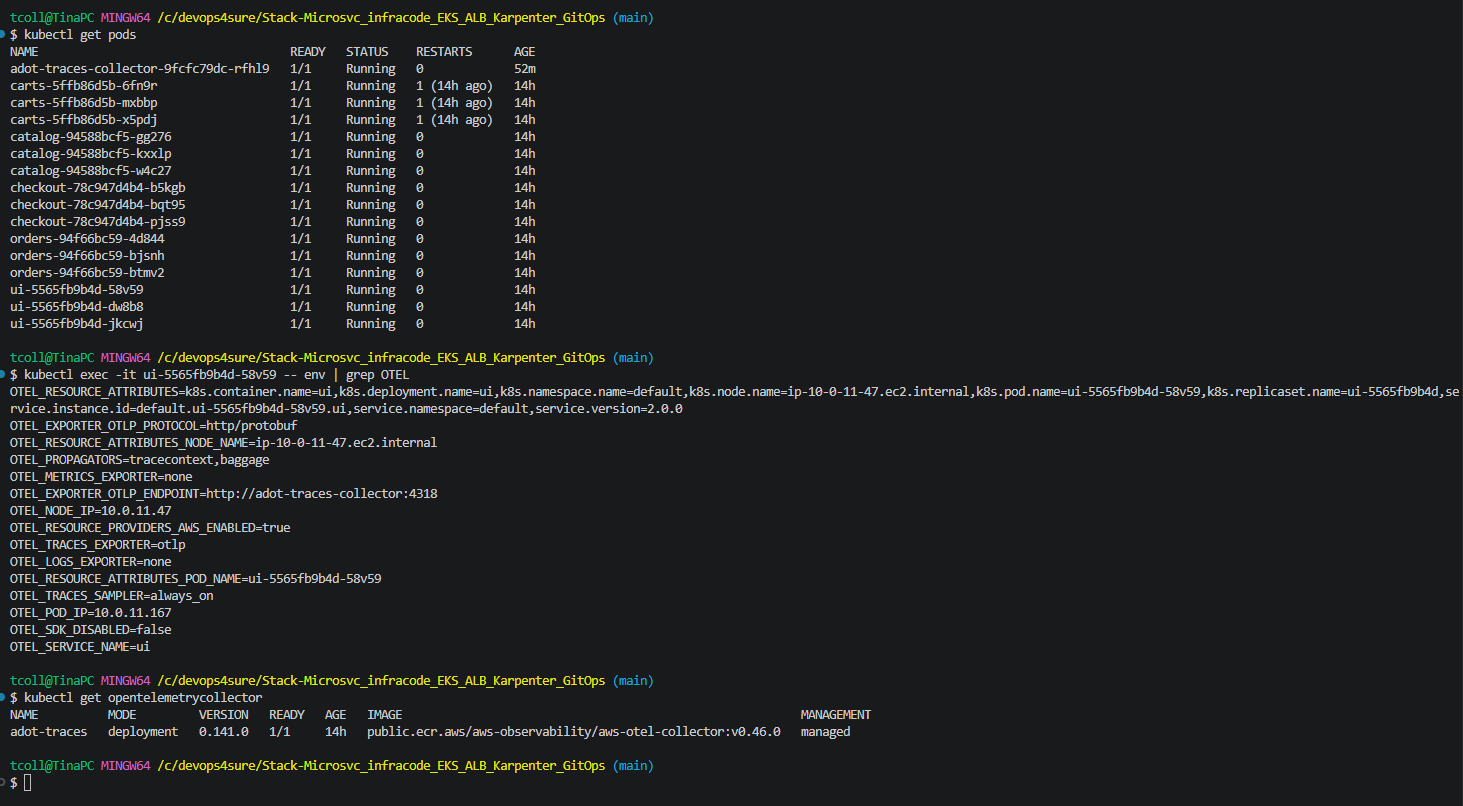 tcoll@TinaPC MINGW64 /c/devops4sure/Stack-Microsvc_infracode_EKS_ALB_Karpenter_GitOps (main)
$ kubectl get pods
NAME READY STATUS RESTARTS AGE
adot-traces-collector-9fcfc79dc-rfhl9 1/1 Running 0 52m
carts-5ffb86d5b-6fn9r 1/1 Running 1 (14h ago) 14h
carts-5ffb86d5b-mxbbp 1/1 Running 1 (14h ago) 14h
carts-5ffb86d5b-x5pdj 1/1 Running 1 (14h ago) 14h
catalog-94588bcf5-gg276 1/1 Running 0 14h
catalog-94588bcf5-kxxlp 1/1 Running 0 14h
catalog-94588bcf5-w4c27 1/1 Running 0 14h
checkout-78c947d4b4-b5kgb 1/1 Running 0 14h
checkout-78c947d4b4-bqt95 1/1 Running 0 14h
checkout-78c947d4b4-pjss9 1/1 Running 0 14h
orders-94f66bc59-4d844 1/1 Running 0 14h
orders-94f66bc59-bjsnh 1/1 Running 0 14h
orders-94f66bc59-btmv2 1/1 Running 0 14h
ui-5565fb9b4d-58v59 1/1 Running 0 14h
ui-5565fb9b4d-dw8b8 1/1 Running 0 14h
ui-5565fb9b4d-jkcwj 1/1 Running 0 14h
tcoll@TinaPC MINGW64 /c/devops4sure/Stack-Microsvc_infracode_EKS_ALB_Karpenter_GitOps (main)
$ kubectl exec -it ui-5565fb9b4d-58v59 -- env | grep OTEL
OTEL_RESOURCE_ATTRIBUTES=k8s.container.name=ui,k8s.deployment.name=ui,k8s.namespace.name=default,k8s.node.name=ip-10-0-11-47.ec2.internal,k8s.pod.name=ui-5565fb9b4d-58v59,k8s.replicaset.name=ui-5565fb9b4d,se
rvice.instance.id=default.ui-5565fb9b4d-58v59.ui,service.namespace=default,service.version=2.0.0
OTEL_EXPORTER_OTLP_PROTOCOL=http/protobuf
OTEL_RESOURCE_ATTRIBUTES_NODE_NAME=ip-10-0-11-47.ec2.internal
OTEL_PROPAGATORS=tracecontext,baggage
OTEL_METRICS_EXPORTER=none
OTEL_EXPORTER_OTLP_ENDPOINT=http://adot-traces-collector:4318
OTEL_NODE_IP=10.0.11.47
OTEL_RESOURCE_PROVIDERS_AWS_ENABLED=true
OTEL_TRACES_EXPORTER=otlp
OTEL_LOGS_EXPORTER=none
OTEL_RESOURCE_ATTRIBUTES_POD_NAME=ui-5565fb9b4d-58v59
OTEL_TRACES_SAMPLER=always_on
OTEL_POD_IP=10.0.11.167
OTEL_SDK_DISABLED=false
OTEL_SERVICE_NAME=ui
tcoll@TinaPC MINGW64 /c/devops4sure/Stack-Microsvc_infracode_EKS_ALB_Karpenter_GitOps (main)
$ kubectl get opentelemetrycollector
NAME MODE VERSION READY AGE IMAGE MANAGEMENT
adot-traces deployment 0.141.0 1/1 14h public.ecr.aws/aws-observability/aws-otel-collector:v0.46.0 managed
tcoll@TinaPC MINGW64 /c/devops4sure/Stack-Microsvc_infracode_EKS_ALB_Karpenter_GitOps (main)
$